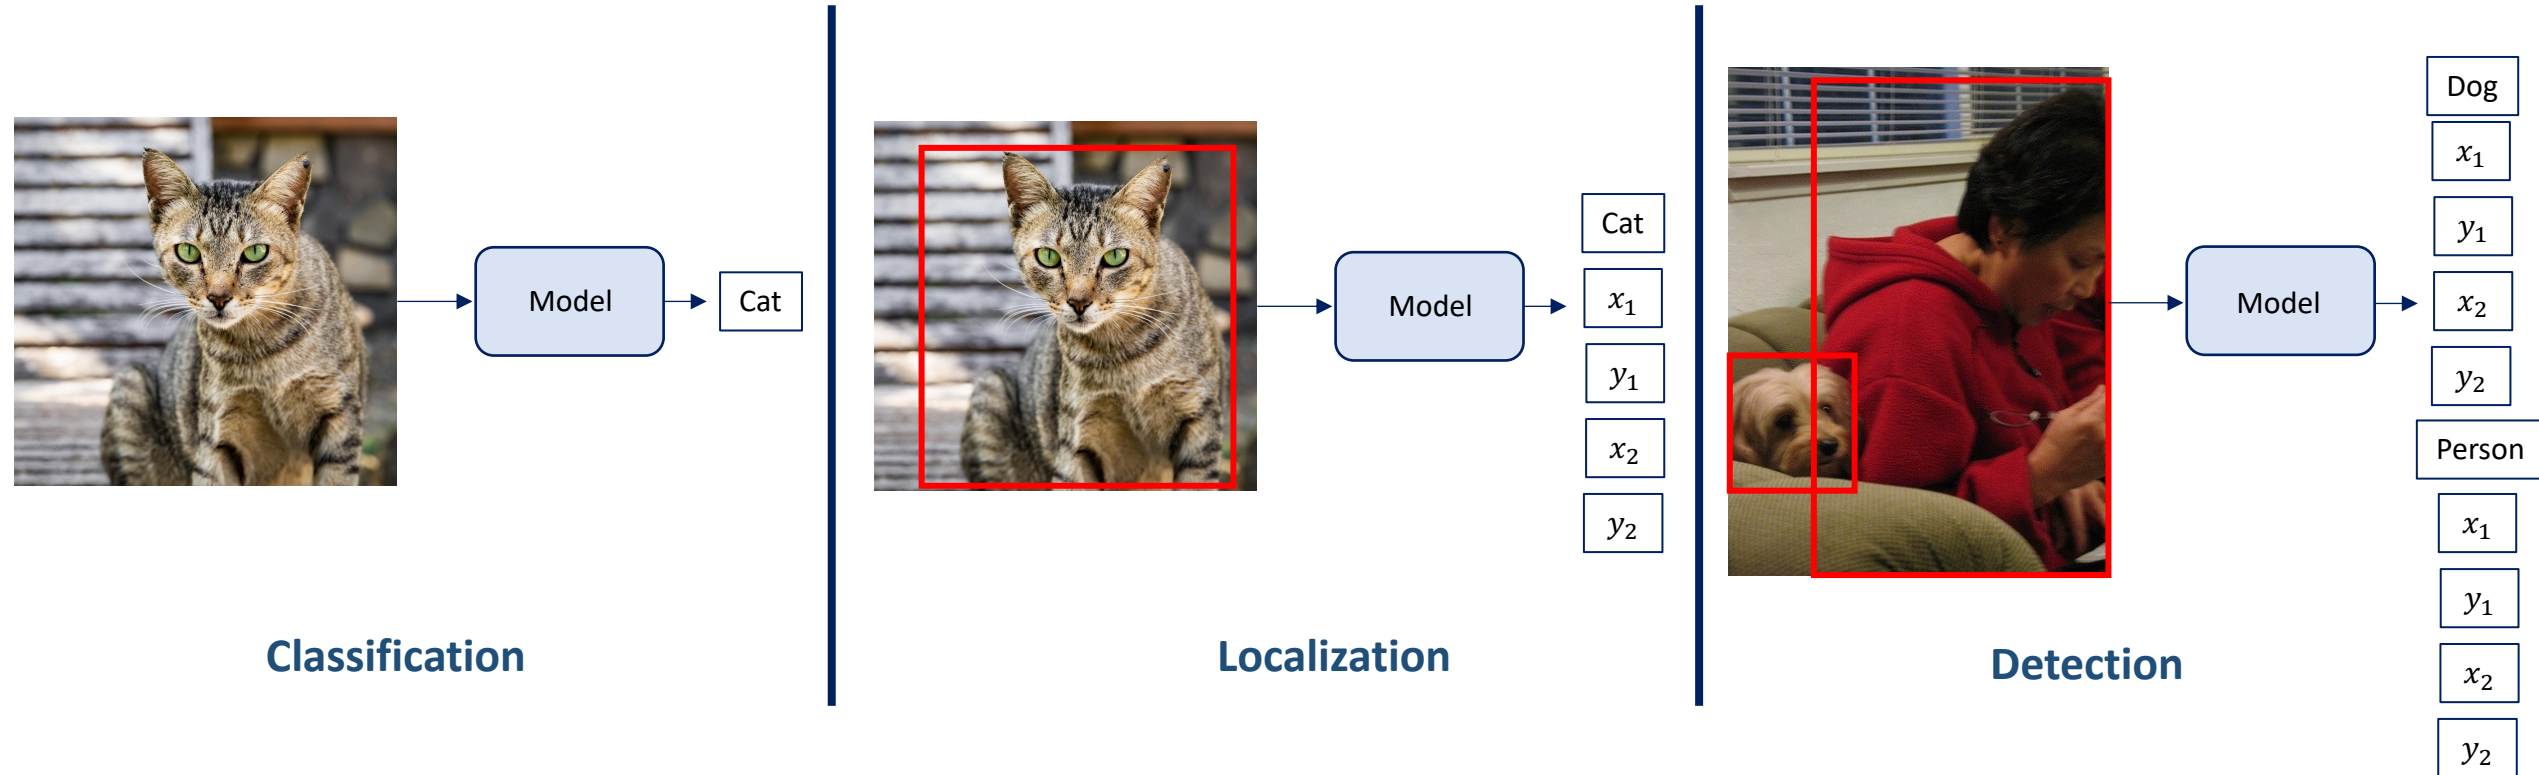 Model
Cat
Classification
Model
Cat
x₁
y₁
x₂
y₂
Localization
Model
Dog
x₁
y₁
x₂
y₂
Person
x₁
y₁
x₂
y₂
Detection